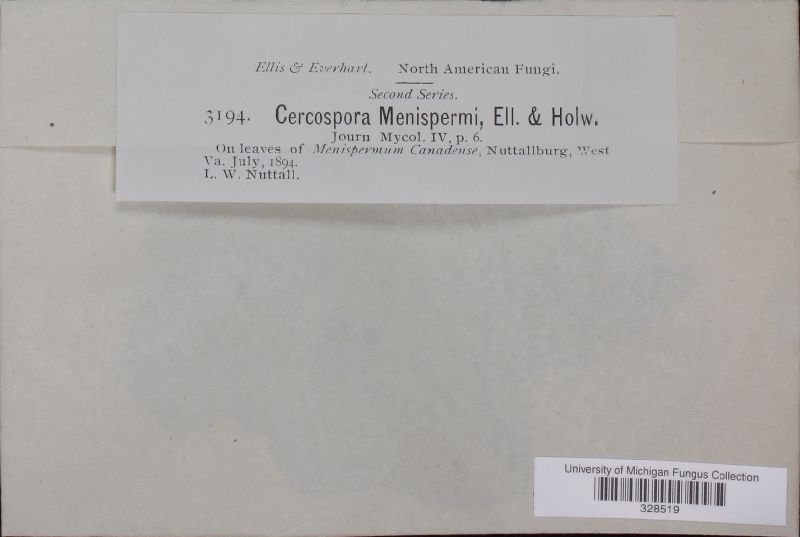 Ellis & Everhart. North American Fungi.
Second Series.
3194. Cercospora Menispermi, Ell. & Holw.
Journ Mycol. IV, p. 6.
On leaves of Menispermum Canadense, Nuttallburg, West
Va. July, 1894.
L. W. Nuttall.
University of Michigan Fungus Collection
328519